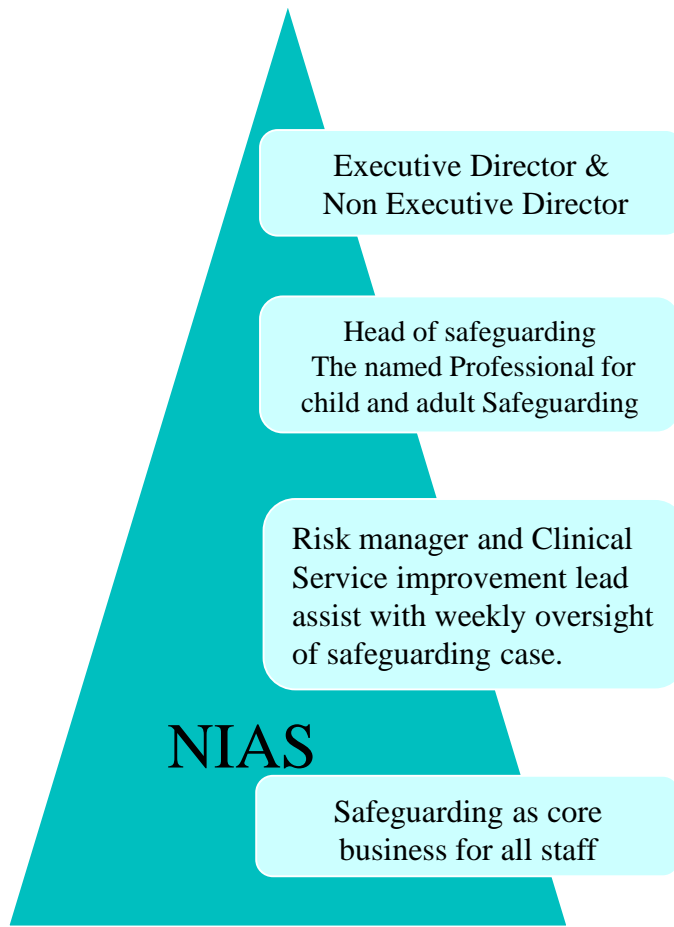 Executive Director &
Non Executive Director
Head of safeguarding
The named Professional for
child and adult Safeguarding
Risk manager and Clinical
Service improvement lead
assist with weekly oversight
of safeguarding case.
NIAS
Safeguarding as core
business for all staff